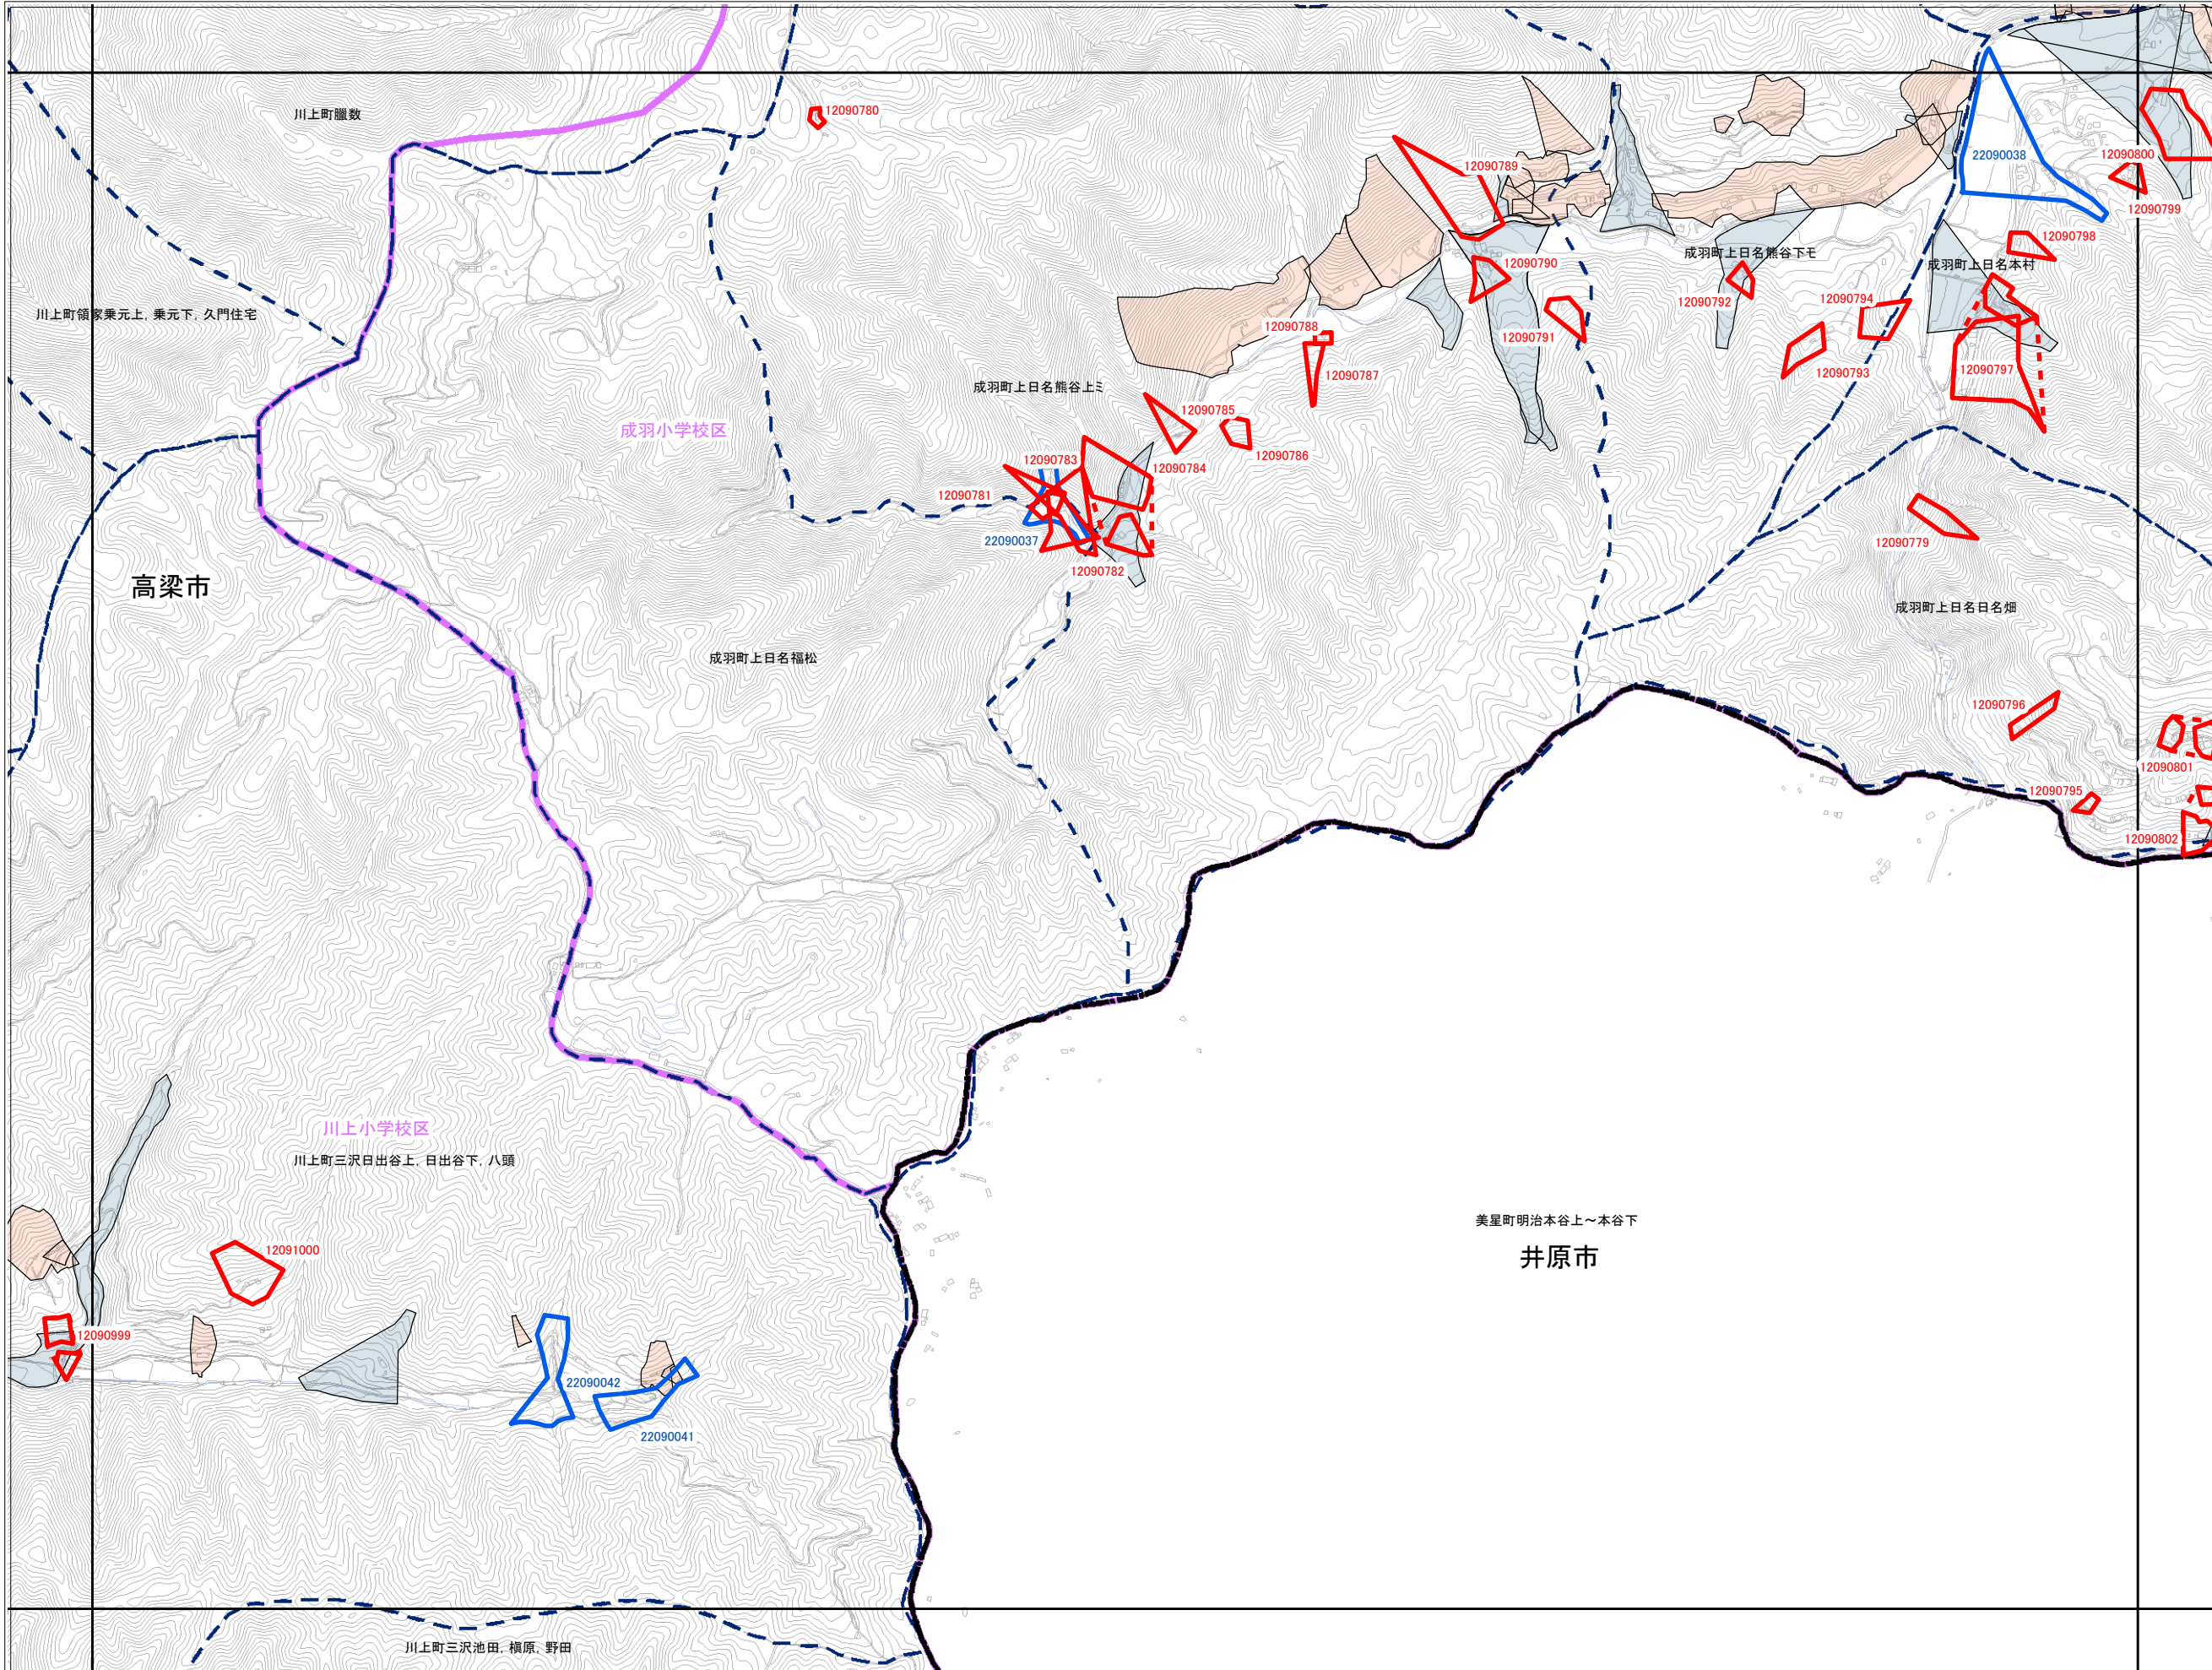 川上町臘数
12090780
22090038
12090800
12090789
12090799
12090798
成羽町上日名熊谷下モ
成羽町上日名本村
12090790
12090792
12090794
川上町領家乗元上, 乗元下, 久門住宅
12090788
12090791
12090793
12090797
12090787
成羽町上日名熊谷上ミ
12090785
成羽小学校区
12090786
12090783
12090784
12090781
22090037
12090779
12090782
高梁市
成羽町上日名日名畑
成羽町上日名福松
12090796
12090801
12090795
12090802
川上小学校区
川上町三沢日出谷上, 日出谷下, 八頭
美星町明治本谷上～本谷下
井原市
12091000
12090999
22090042
22090041
川上町三沢池田, 槇原, 野田